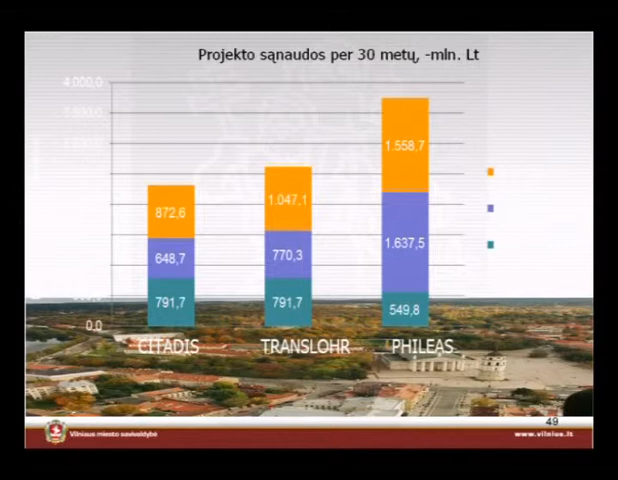 Projekto sąnaudos per 30 metų, -mln. Lt
4 000,0
0,0
872,6
648,7
791,7
1.047,1
770,3
791,7
1.558,7
1.637,5
549,8
CITADIS
TRANSLOHR
PHILEAS
49
Vilniaus miesto savivaldybė
www.vilnius.lt